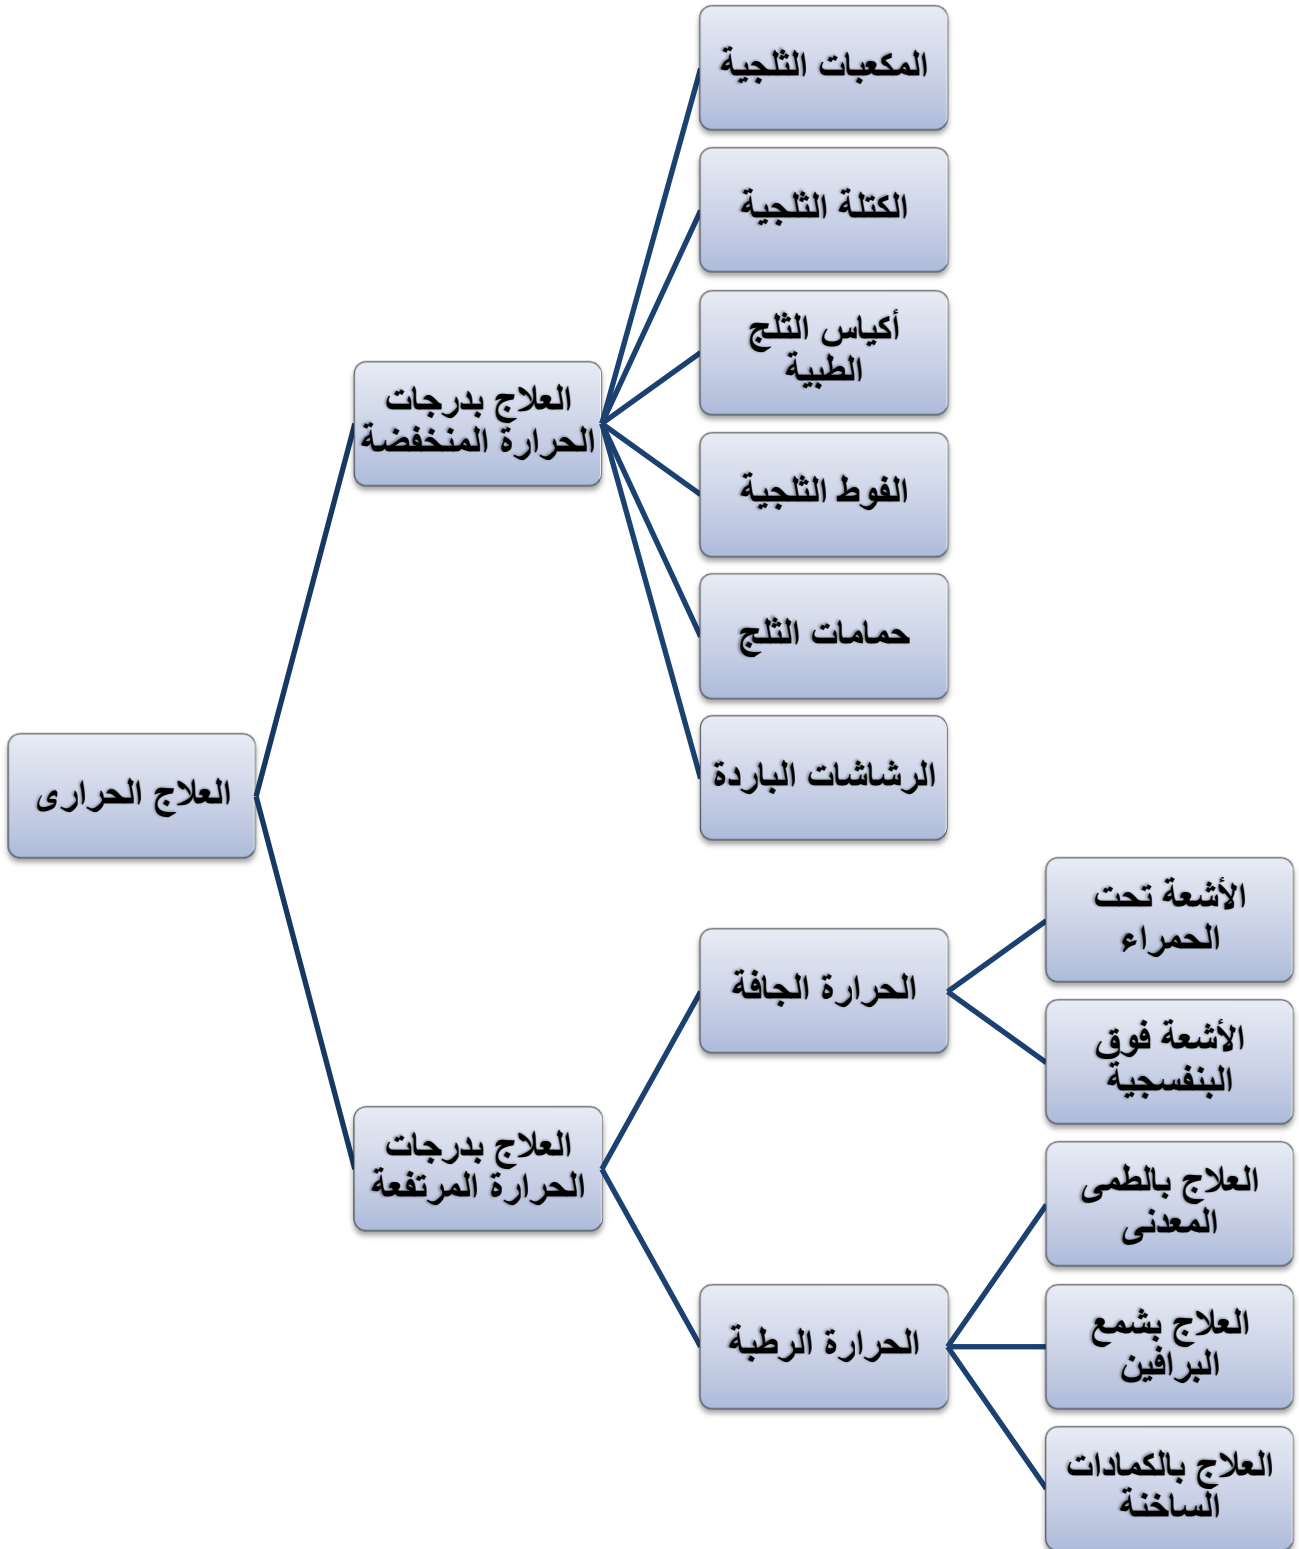 المكعبات الثلجية
الكتلة الثلجية
أكياس الثلج
الطبية
العلاج بدرجات
الحرارة المنخفضة
الفوط الثلجية
حمامات الثلج
الرشاشات الباردة
العلاج الحرارى
الأشعة تحت
الحمراء
الحرارة الجافة
الأشعة فوق
البنفسجية
العلاج بدرجات
الحرارة المرتفعة
العلاج بالطمى
المعدنى
الحرارة الرطبة
العلاج بشمع
البرافين
العلاج بالكمادات
الساخنة